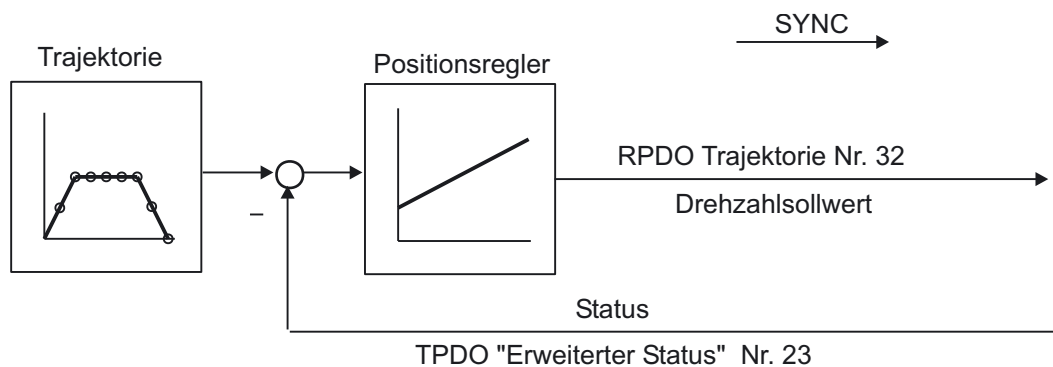 SYNC
Trajektorie
Positionsregler
RPDO Trajektorie Nr. 32
Drehzahlsollwert
–
Status
TPDO "Erweiterter Status" Nr. 23